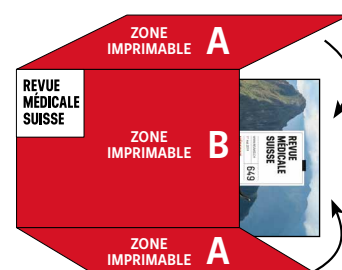 ZONE
IMPRIMABLE A
REVUE
MÉDICALE
SUISSE
ZONE
IMPRIMABLE B
REVUE
MÉDICALE
SUISSE
649
ZONE
IMPRIMABLE A